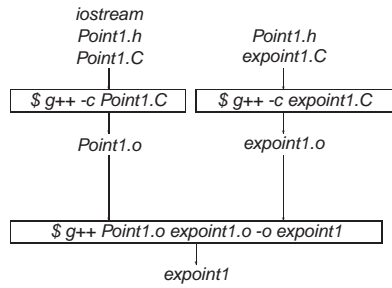 iostream
Point1.h
Point1.C
Point1.h
expoint1.C
$ g++ -c Point1.C
$ g++ -c expoint1.C
Point1.o
expoint1.o
$ g++ Point1.o expoint1.o -o expoint1
expoint1